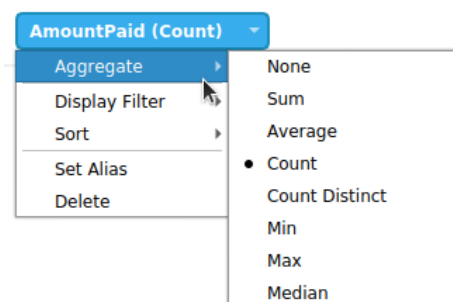 AmountPaid (Count)
Aggregate
Display Filter
Sort
Set Alias
Delete
None
Sum
Average
Count
Count Distinct
Min
Max
Median